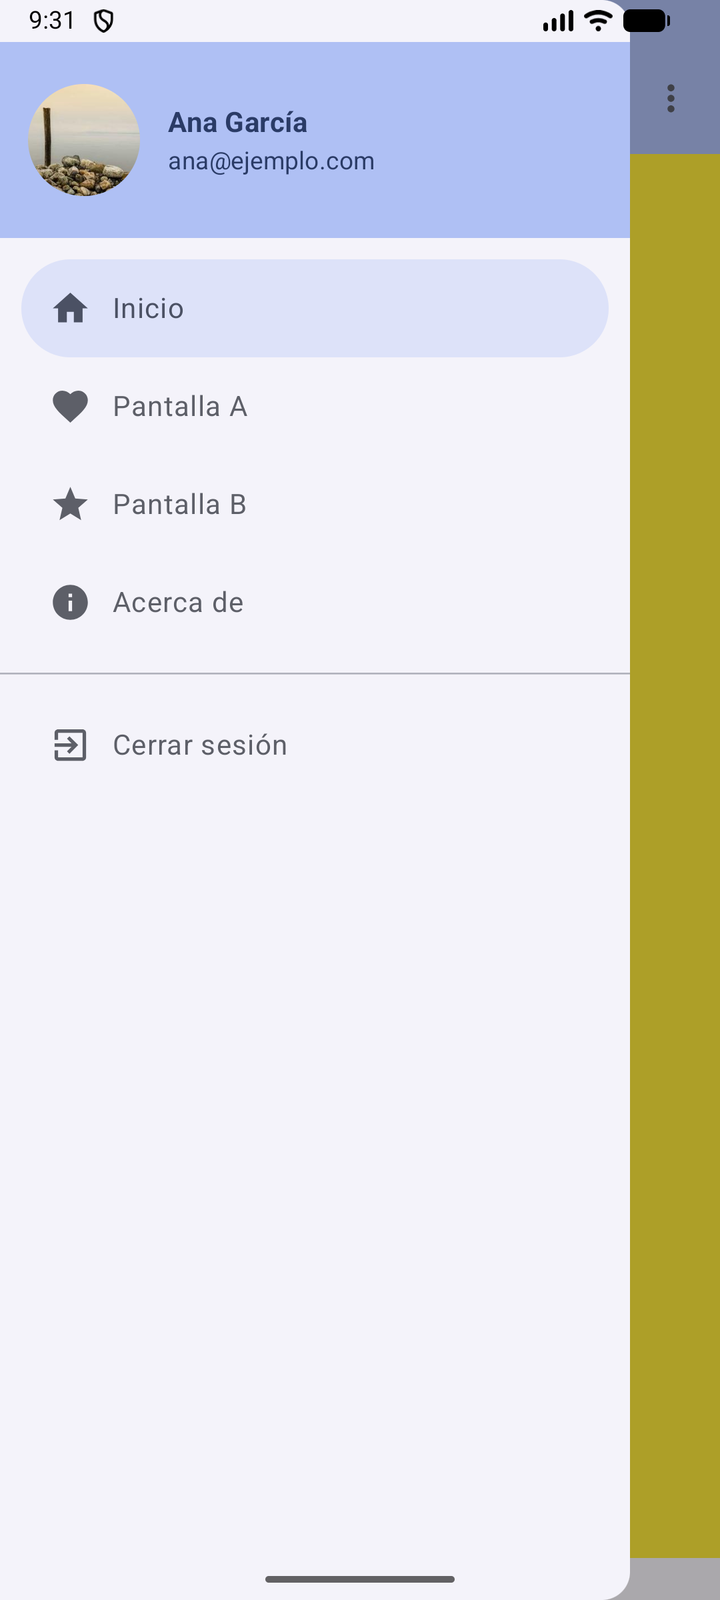 9:31
Ana García
ana@ejemplo.com
Inicio
Pantalla A
Pantalla B
Acerca de
Cerrar sesión